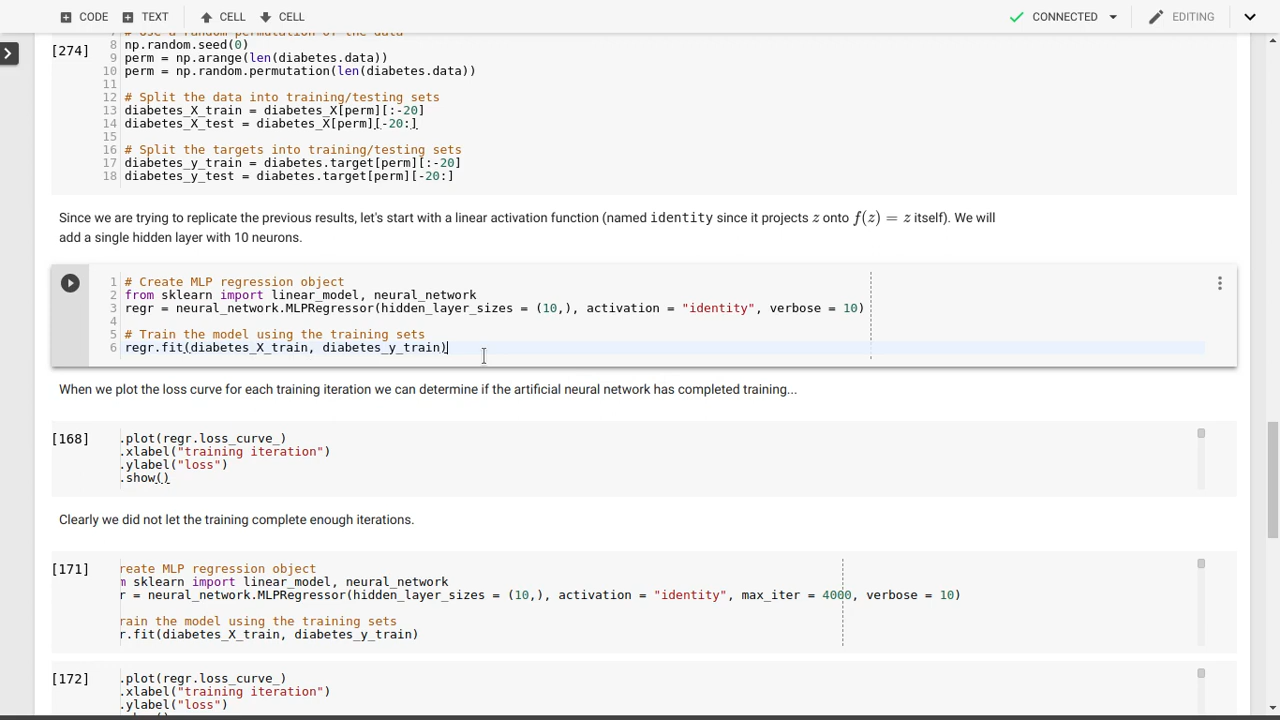 CODE TEXT CELL CELL CONNECTED EDITING
[274]
8 np.random.seed(0)
9 perm = np.arange(len(diabetes.data))
10 perm = np.random.permutation(len(diabetes.data))
11
12 # Split the data into training/testing sets
13 diabetes_X_train = diabetes_X[perm][:-20]
14 diabetes_X_test = diabetes_X[perm][-20:]
15
16 # Split the targets into training/testing sets
17 diabetes_y_train = diabetes.target[perm][:-20]
18 diabetes_y_test = diabetes.target[perm][-20:]
Since we are trying to replicate the previous results, let's start with a linear activation function (named identity since it projects z onto f(z) = z itself). We will
add a single hidden layer with 10 neurons.
1 # Create MLP regression object
2 from sklearn import linear_model, neural_network
3 regr = neural_network.MLPRegressor(hidden_layer_sizes = (10,), activation = "identity", verbose = 10)
4
5 # Train the model using the training sets
6 regr.fit(diabetes_X_train, diabetes_y_train)
When we plot the loss curve for each training iteration we can determine if the artificial neural network has completed training...
[168] .plot(regr.loss_curve_)
.xlabel("training iteration")
.ylabel("loss")
.show()
Clearly we did not let the training complete enough iterations.
[171] reate MLP regression object
m sklearn import linear_model, neural_network
r = neural_network.MLPRegressor(hidden_layer_sizes = (10,), activation = "identity", max_iter = 4000, verbose = 10)
rain the model using the training sets
r.fit(diabetes_X_train, diabetes_y_train)
[172] .plot(regr.loss_curve_)
.xlabel("training iteration")
.ylabel("loss")